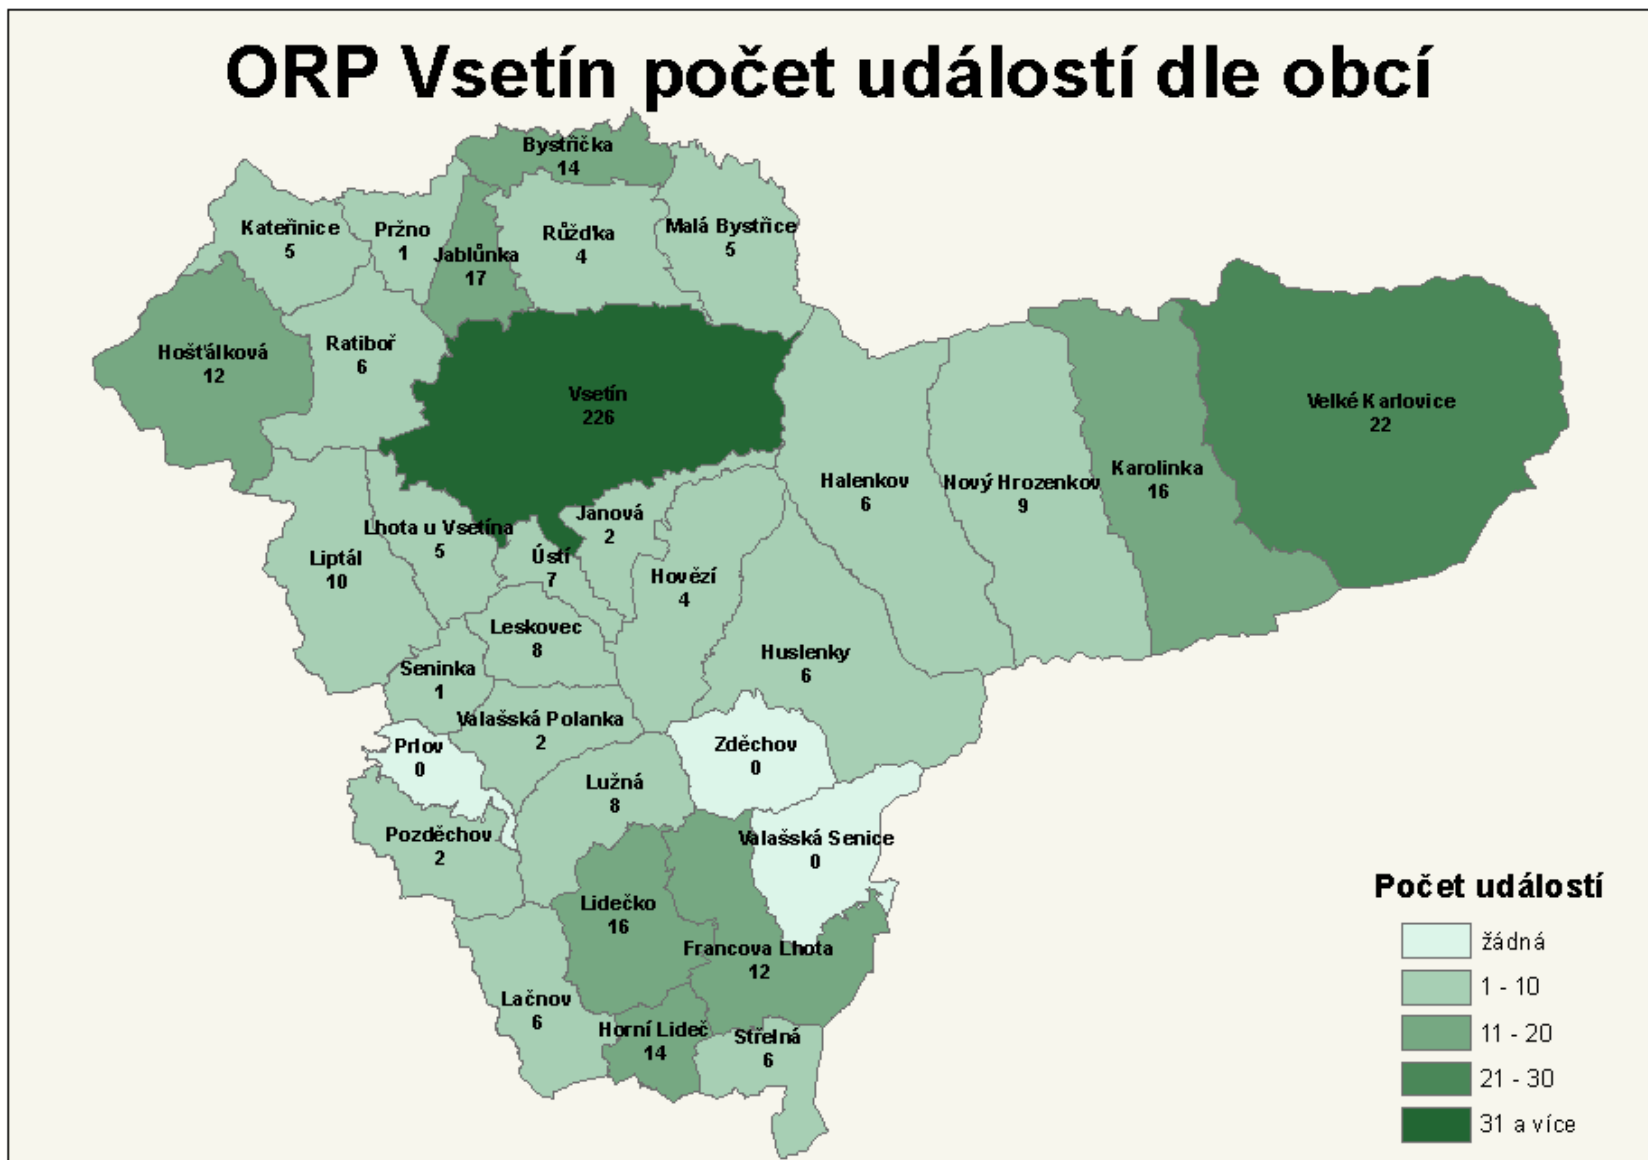 ORP Vsetín počet událostí dle obcí
Bystřička
14
Kateřinice
5
Pržno
1
Jablůnka
17
Růžďka
4
Malá Bystřice
5
Hošťálková
12
Ratiboř
6
Vsetín
226
Halenkov
6
Nový Hrozenkov
9
Karolinka
16
Velké Karlovice
22
Liptál
10
Lhota u Vsetína
5
Ústí
7
Janová
2
Hovězí
4
Leskovec
8
Huslenky
6
Seninka
1
Valašská Polanka
2
Prlov
0
Zděchov
0
Lužná
8
Pozděchov
2
Valašská Senice
0
Lidečko
16
Francova Lhota
12
Lačnov
6
Horní Lideč
14
Střelná
6
Počet událostí
žádná
1 - 10
11 - 20
21 - 30
31 a více